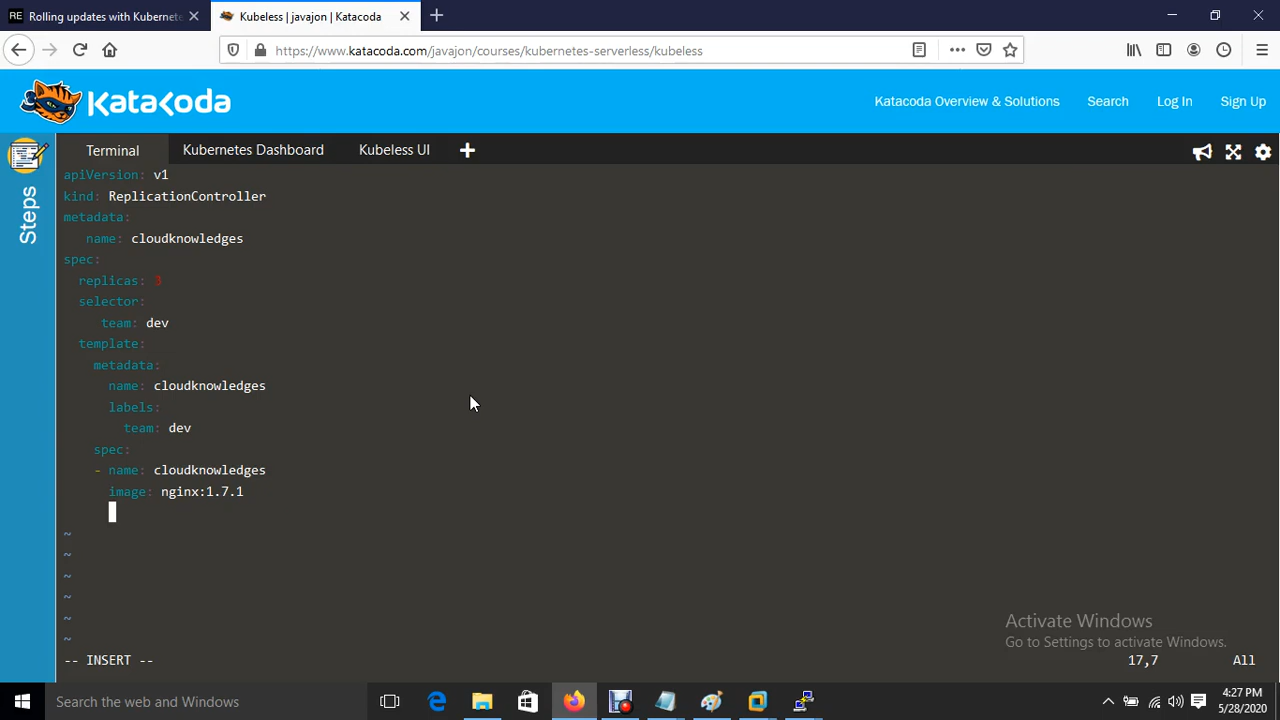 RE Rolling updates with Kubernete
Kubeless | javajon | Katacoda
https://www.katacoda.com/javajon/courses/kubernetes-serverless/kubeless
KataKoda
Katacoda Overview & Solutions
Search
Log In
Sign Up
Steps
Terminal
Kubernetes Dashboard
Kubeless UI
apiVersion: v1
kind: ReplicationController
metadata:
name: cloudknowledges
spec:
replicas: 3
selector:
team: dev
template:
metadata:
name: cloudknowledges
labels:
team: dev
spec:
- name: cloudknowledges
image: nginx:1.7.1
~
~
~
~
~
~
-- INSERT --
17,7
All
Activate Windows
Go to Settings to activate Windows.
Search the web and Windows
4:27 PM
5/28/2020